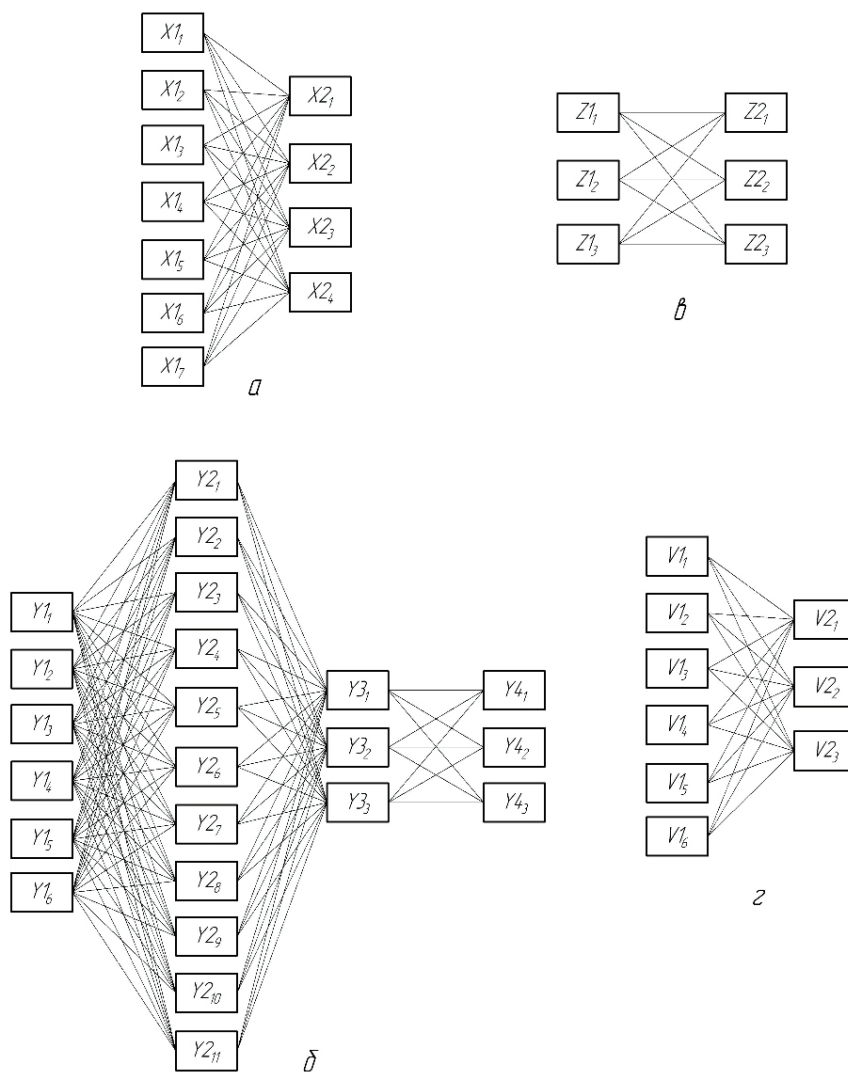 X1₁
X1₂
X1₃
X1₄
X1₅
X1₆
X1₇
X2₁
X2₂
X2₃
X2₄
а
Z1₁
Z1₂
Z1₃
Z2₁
Z2₂
Z2₃
в
Y1₁
Y1₂
Y1₃
Y1₄
Y1₅
Y1₆
Y2₁
Y2₂
Y2₃
Y2₄
Y2₅
Y2₆
Y2₇
Y2₈
Y2₉
Y2₁₀
Y2₁₁
Y3₁
Y3₂
Y3₃
Y4₁
Y4₂
Y4₃
б
V1₁
V1₂
V1₃
V1₄
V1₅
V1₆
V2₁
V2₂
V2₃
г